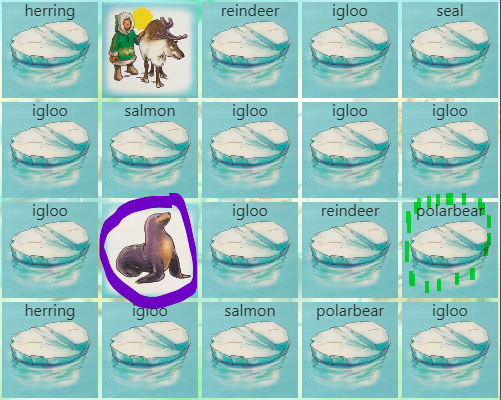 herring reindeer igloo seal
igloo salmon igloo igloo igloo
igloo igloo reindeer polarbear
herring igloo salmon polarbear igloo